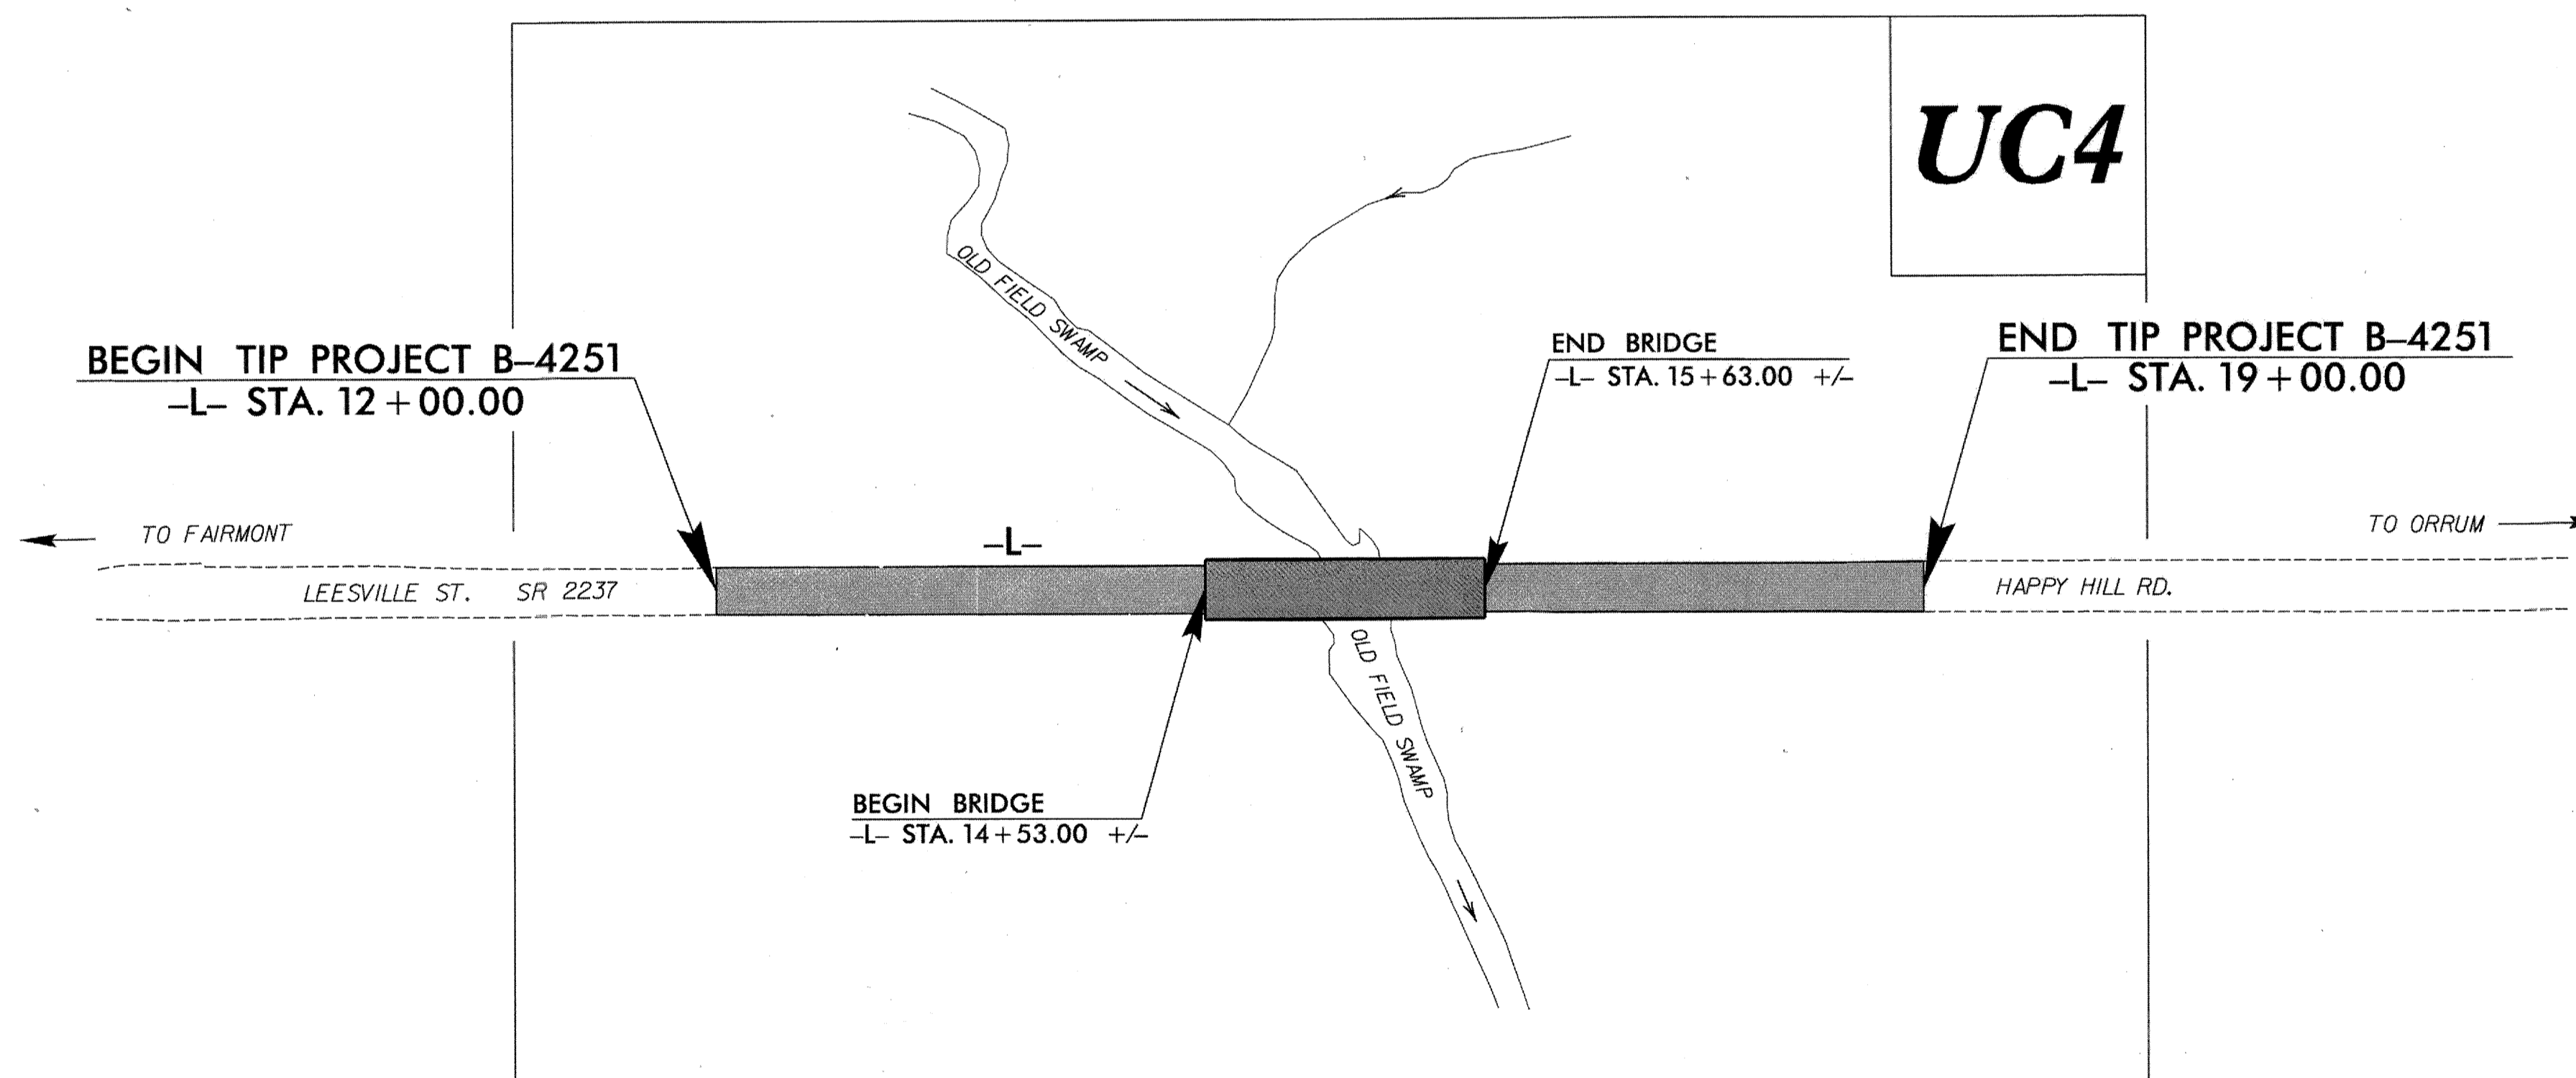 UC4
OLD FIELD SWAMP
BEGIN TIP PROJECT B–4251
–L– STA. 12+00.00
END BRIDGE
–L– STA. 15+63.00 +/–
END TIP PROJECT B–4251
–L– STA. 19+00.00
TO FAIRMONT
–L–
TO ORRUM
LEESVILLE ST. SR 2237
HAPPY HILL RD.
OLD FIELD SWAMP
BEGIN BRIDGE
–L– STA. 14+53.00 +/–